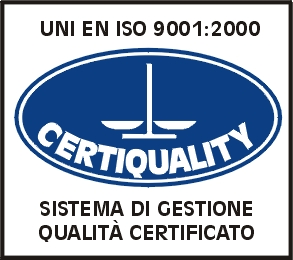 UNI EN ISO 9001:2000
CERTIQUALITY
SISTEMA DI GESTIONE
QUALITÀ CERTIFICATO